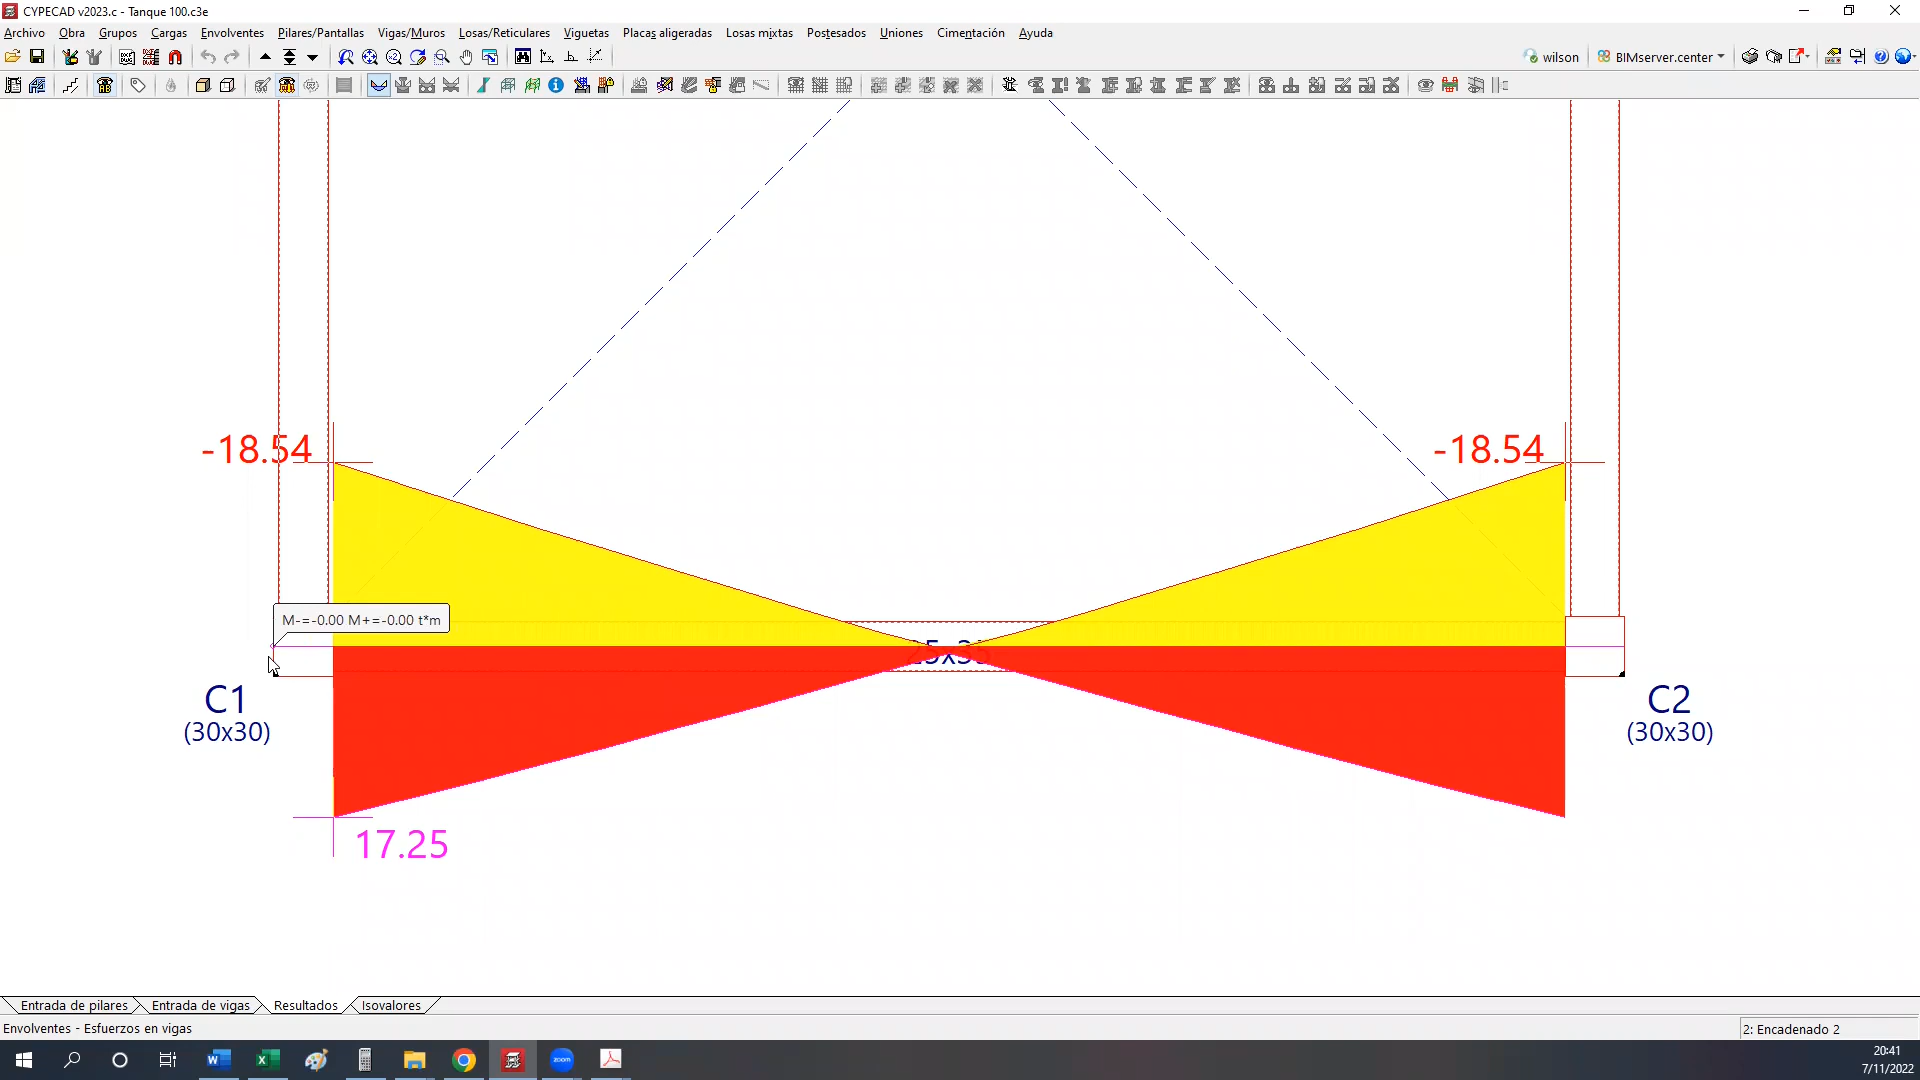 CYPECAD v2023.c - Tanque 100.c3e
Archivo Obra Grupos Cargas Envolventes Pilares/Pantallas Vigas/Muros Losas/Reticulares Viguetas Placas aligeradas Losas mixtas Postesados Uniones Cimentación Ayuda
wilson BIMserver.center
-18.54 -18.54
M-=-0.00 M+=-0.00 t*m
25x35
C1 C2
(30x30) (30x30)
17.25
Entrada de pilares Entrada de vigas Resultados Isovalores
Envolventes - Esfuerzos en vigas 2: Encadenado 2
zoom
20:41
7/11/2022